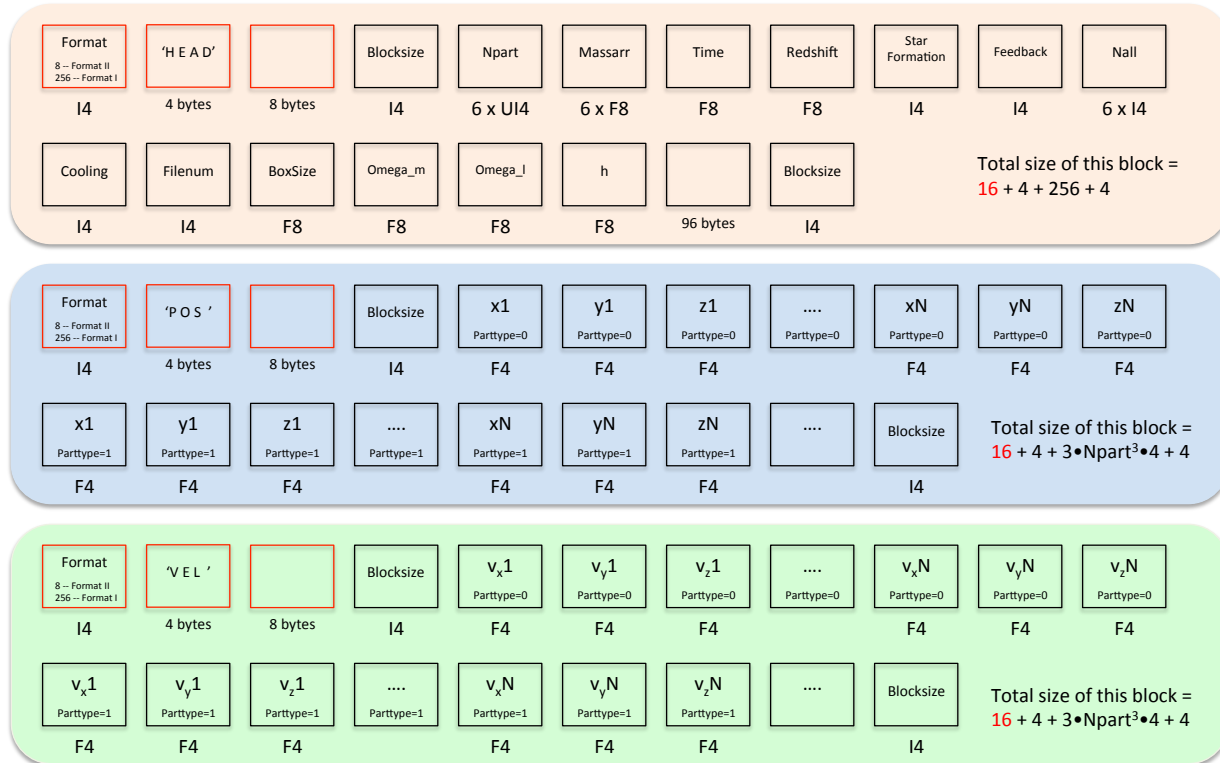 Format
8 -- Format II
256 -- Format I
‘H E A D’
Blocksize
Npart
Massarr
Time
Redshift
Star
Formation
Feedback
Nall
I4
4 bytes
8 bytes
I4
6 x UI4
6 x F8
F8
F8
I4
I4
6 x I4
Cooling
Filenum
BoxSize
Omega_m
Omega_l
h
Blocksize
I4
I4
F8
F8
F8
F8
96 bytes
I4
Total size of this block =
16 + 4 + 256 + 4
Format
8 -- Format II
256 -- Format I
‘P O S ’
Blocksize
x1
Parttype=0
y1
Parttype=0
z1
Parttype=0
….
Parttype=0
xN
Parttype=0
yN
Parttype=0
zN
Parttype=0
I4
4 bytes
8 bytes
I4
F4
F4
F4
F4
F4
F4
x1
Parttype=1
y1
Parttype=1
z1
Parttype=1
….
Parttype=1
xN
Parttype=1
yN
Parttype=1
zN
Parttype=1
….
Blocksize
F4
F4
F4
F4
F4
F4
I4
Total size of this block =
16 + 4 + 3•Npart³•4 + 4
Format
8 -- Format II
256 -- Format I
‘V E L ’
Blocksize
vₓ1
Parttype=0
v_y1
Parttype=0
v_z1
Parttype=0
….
Parttype=0
vₓN
Parttype=0
v_yN
Parttype=0
v_zN
Parttype=0
I4
4 bytes
8 bytes
I4
F4
F4
F4
F4
F4
F4
vₓ1
Parttype=1
v_y1
Parttype=1
v_z1
Parttype=1
….
Parttype=1
vₓN
Parttype=1
v_yN
Parttype=1
v_zN
Parttype=1
….
Blocksize
F4
F4
F4
F4
F4
F4
I4
Total size of this block =
16 + 4 + 3•Npart³•4 + 4